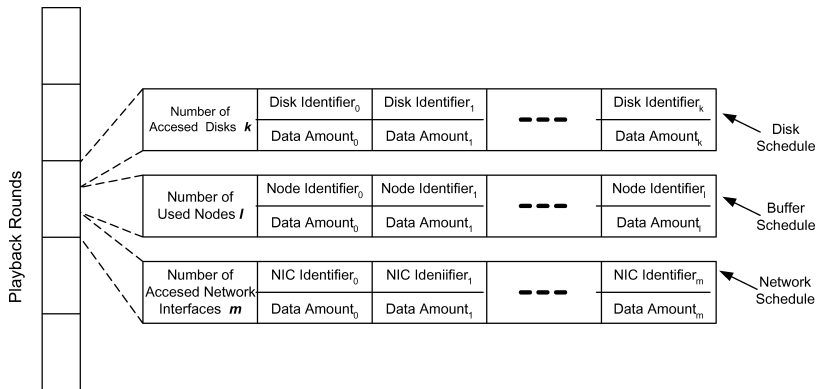 Playback Rounds
Number of
Accesed Disks k
Disk Identifier0
Disk Identifier1
Disk Identifierk
Data Amount0
Data Amount1
Data Amountk
Disk
Schedule
Number of
Used Nodes l
Node Identifier0
Node Identifier1
Node Identifierl
Data Amount0
Data Amount1
Data Amountl
Buffer
Schedule
Number of
Accesed Network
Interfaces m
NIC Identifier0
NIC Ideniifier1
NIC Identifierm
Data Amount0
Data Amount1
Data Amountm
Network
Schedule